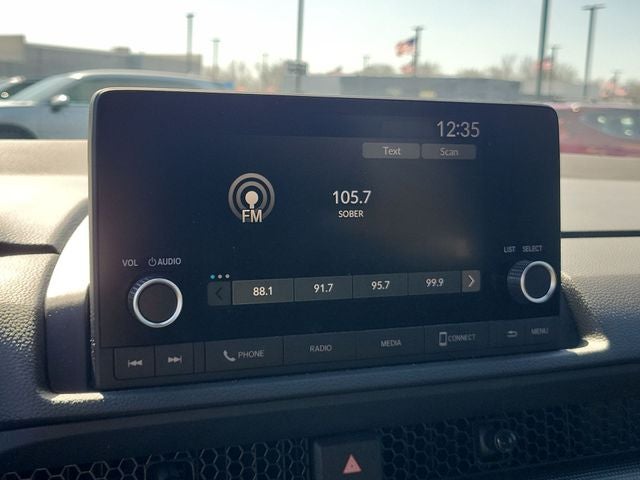 12:35
Text Scan
FM
105.7
SOBER
VOL AUDIO
LIST SELECT
88.1 91.7 95.7 99.9
PHONE RADIO MEDIA CONNECT MENU